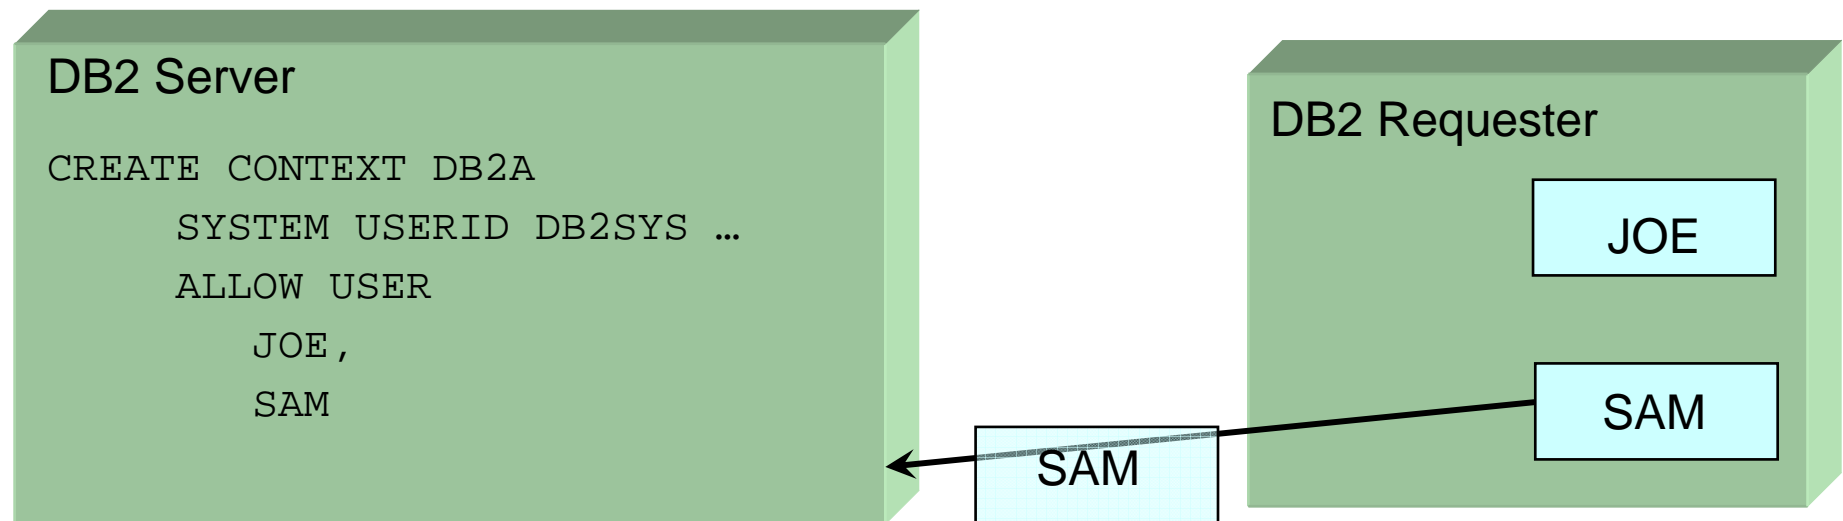 DB2 Server
CREATE CONTEXT DB2A
SYSTEM USERID DB2SYS …
ALLOW USER
JOE,
SAM
SAM
DB2 Requester
JOE
SAM